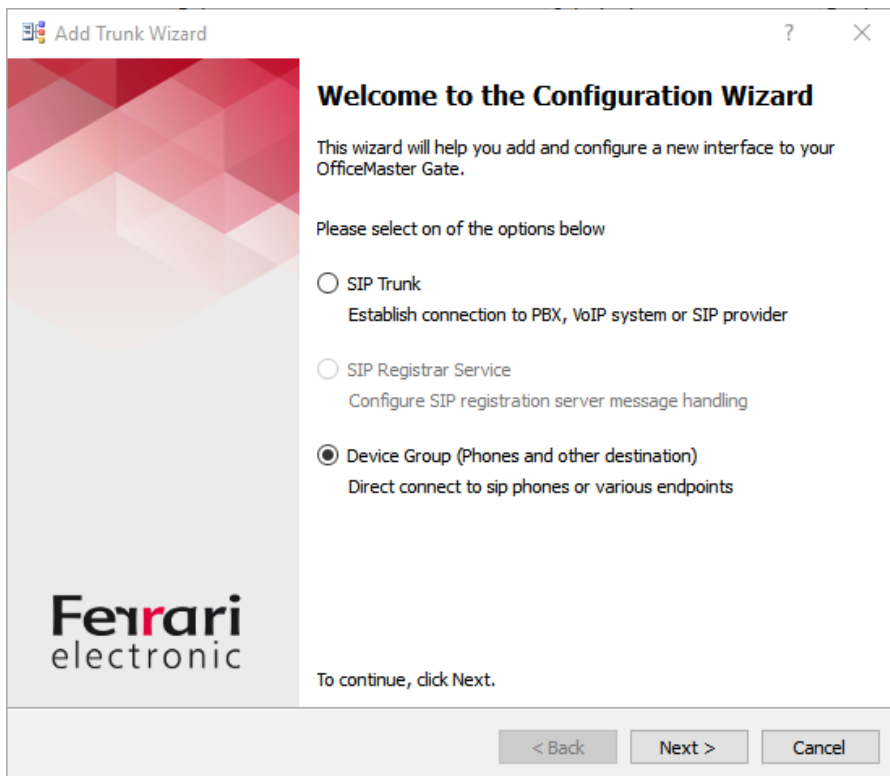 Add Trunk Wizard
?
Welcome to the Configuration Wizard
This wizard will help you add and configure a new interface to your
OfficeMaster Gate.
Please select on of the options below
SIP Trunk
Establish connection to PBX, VoIP system or SIP provider
SIP Registrar Service
Configure SIP registration server message handling
Device Group (Phones and other destination)
Direct connect to sip phones or various endpoints
Ferrari
electronic
To continue, click Next.
< Back
Next >
Cancel